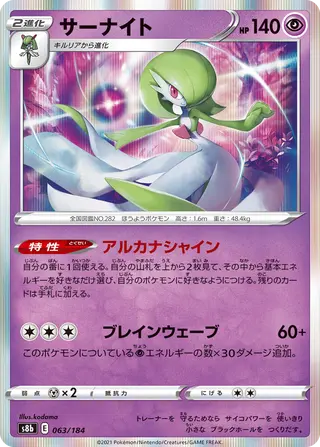 2進化 サーナイト HP140
キルリアから進化
全国図鑑NO.282 ほうようポケモン 高さ：1.6m 重さ：48.4kg
特性 とくせい アルカナシャイン
自分の番に1回使える。自分の山札を上から2枚見て、その中から基本エネ
ルギーを好きなだけ選び、自分のポケモンに好きなようにつける。残りのカー
ドは手札に加える。
ブレインウェーブ 60+
このポケモンについているエネルギーの数×30ダメージ追加。
弱点 ×2 抵抗力 にげる
Illus.kodama
s8b E 063/184
トレーナーを 守るためなら サイコパワーを 使いきり
小さな ブラックホールを つくりだす。
©2021 Pokémon/Nintendo/Creatures/GAME FREAK.